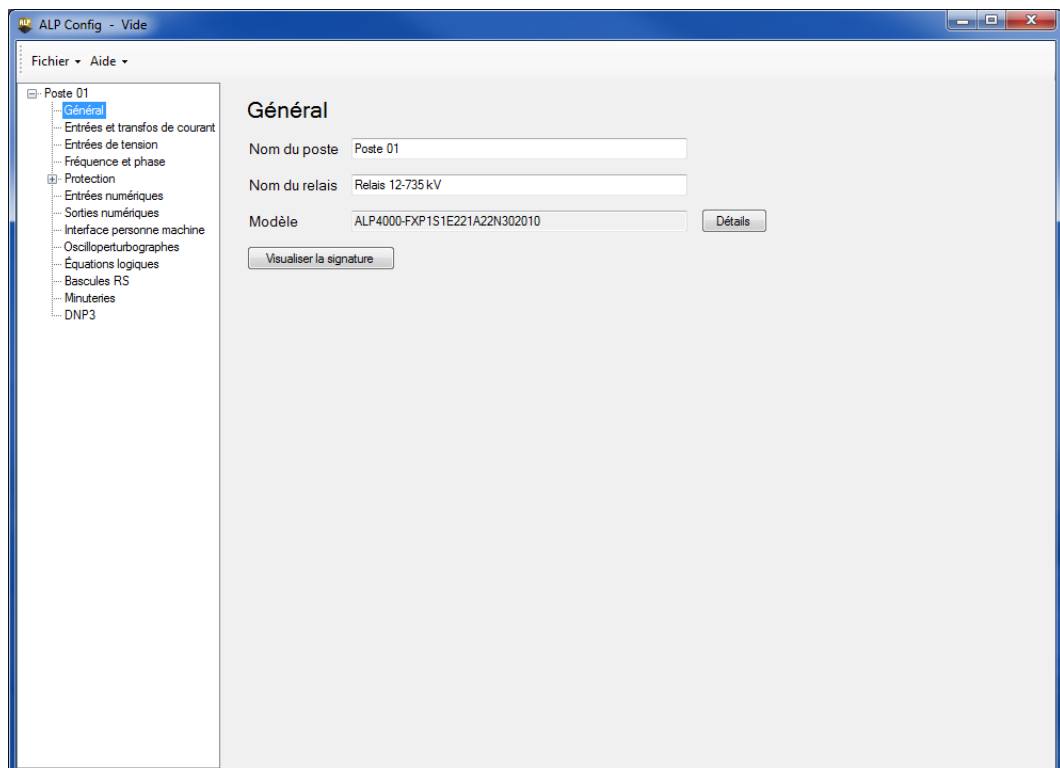 ALP Config - Vide
Fichier Aide
Poste 01
Général
Entrées et transfos de courant
Entrées de tension
Fréquence et phase
Protection
Entrées numériques
Sorties numériques
Interface personne machine
Oscilloperturbographes
Équations logiques
Bascules RS
Minuteries
DNP3
Général
Nom du poste Poste 01
Nom du relais Relais 12-735 kV
Modèle ALP4000-FXP1S1E221A22N302010 Détails
Visualiser la signature